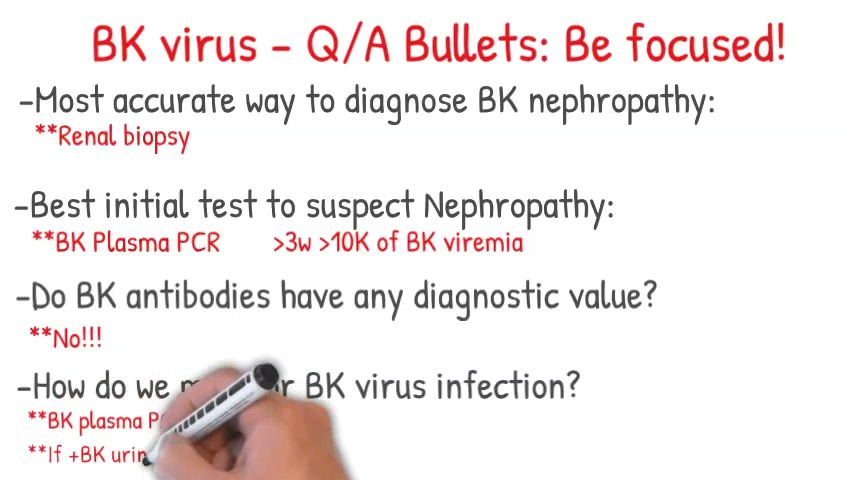 BK virus - Q/A Bullets: Be focused!
-Most accurate way to diagnose BK nephropathy:
**Renal biopsy
-Best initial test to suspect Nephropathy:
**BK Plasma PCR >3w >10K of BK viremia
-Do BK antibodies have any diagnostic value?
**No!!!
-How do we BK virus infection?
**BK plasma
**If +BK